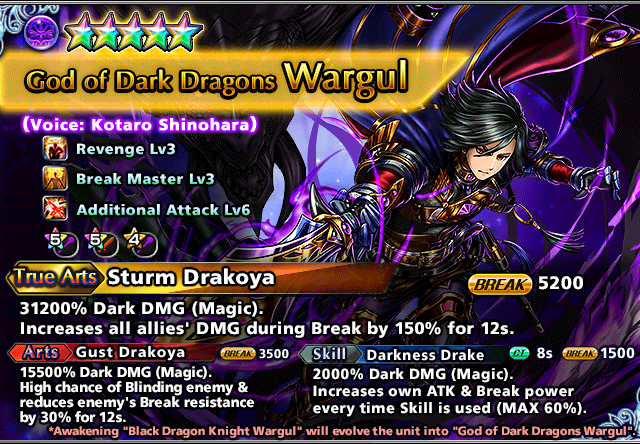 God of Dark Dragons Wargul
(Voice: Kotaro Shinohara)
Revenge Lv3
Break Master Lv3
Additional Attack Lv6
5 5 4
True Arts Sturm Drakoya BREAK 5200
31200% Dark DMG (Magic).
Increases all allies' DMG during Break by 150% for 12s.
Arts Gust Drakoya BREAK 3500
15500% Dark DMG (Magic).
High chance of Blinding enemy &
reduces enemy's Break resistance
by 30% for 12s.
Skill Darkness Drake CT 8s BREAK 1500
2000% Dark DMG (Magic).
Increases own ATK & Break power
every time Skill is used (MAX 60%).
*Awakening "Black Dragon Knight Wargul" will evolve the unit into "God of Dark Dragons Wargul".